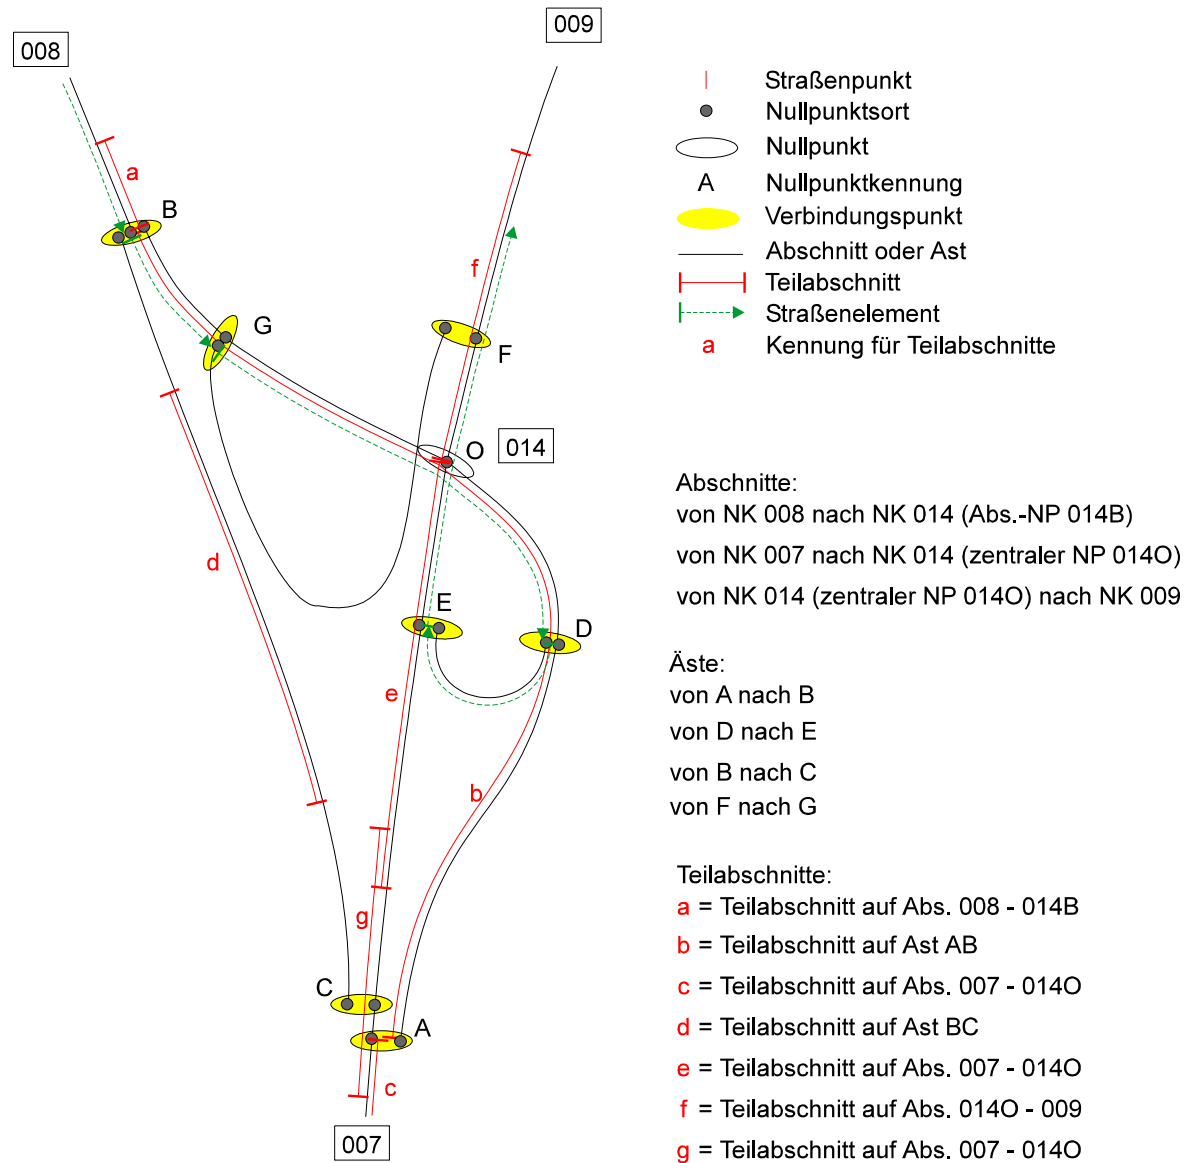 008
009
a
B
G
f
F
O
014
d
E
D
e
b
g
C
A
c
007
Straßenpunkt
Nullpunktsort
Nullpunkt
A Nullpunktkennung
Verbindungspunkt
Abschnitt oder Ast
Teilabschnitt
Straßenelement
a Kennung für Teilabschnitte
Abschnitte:
von NK 008 nach NK 014 (Abs.-NP 014B)
von NK 007 nach NK 014 (zentraler NP 014O)
von NK 014 (zentraler NP 014O) nach NK 009
Äste:
von A nach B
von D nach E
von B nach C
von F nach G
Teilabschnitte:
a = Teilabschnitt auf Abs. 008 - 014B
b = Teilabschnitt auf Ast AB
c = Teilabschnitt auf Abs. 007 - 014O
d = Teilabschnitt auf Ast BC
e = Teilabschnitt auf Abs. 007 - 014O
f = Teilabschnitt auf Abs. 014O - 009
g = Teilabschnitt auf Abs. 007 - 014O